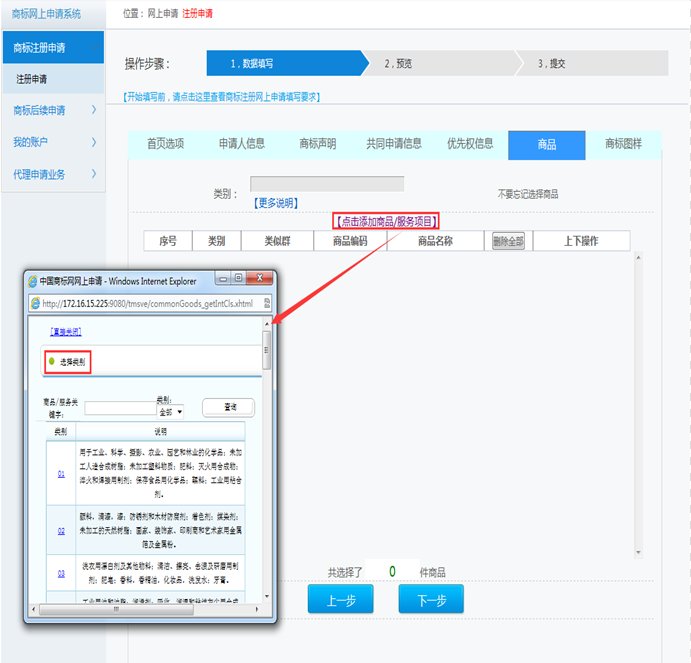 商标网上申请系统
位置： 网上申请 注册申请
商标注册申请
注册申请
商标后续申请
我的账户
代理申请业务
操作步骤：
1，数据填写
2，预览
3，提交
【开始填写前，请点击这里查看商标注册网上申请填写要求】
首页选项
申请人信息
商标声明
共同申请信息
优先权信息
商品
商标图样
类别：
【更多说明】
不要忘记选择商品
【点击添加商品/服务项目】
序号
类别
类似群
商品编码
商品名称
删除全部
上下操作
中国商标网网上申请 - Windows Internet Explorer
http://172.16.15.225:9080/tmsve/commonGoods_getIntCls.xhtml
[直接关闭]
选择类别
商品/服务关
键字：
类别：
全部
查询
类别
说明
01
用于工业、科学、摄影、农业、园艺和林业的化学品；未加
工人造合成树脂；未加工塑料物质；肥料；灭火用合成物；
淬火和焊接用制剂；保存食品用化学品；鞣料；工业用粘合
剂。
02
颜料，清漆，漆；防锈剂和木材防腐剂；着色剂；媒染剂；
未加工的天然树脂；画家、装饰家、印刷商和艺术家用金属
箔及金属粉。
03
洗衣用漂白剂及其他物料；清洁、擦亮、去渍及研磨用制
剂；肥皂；香料，香精油，化妆品，洗发水；牙膏。
共选择了 0 件商品
上一步
下一步